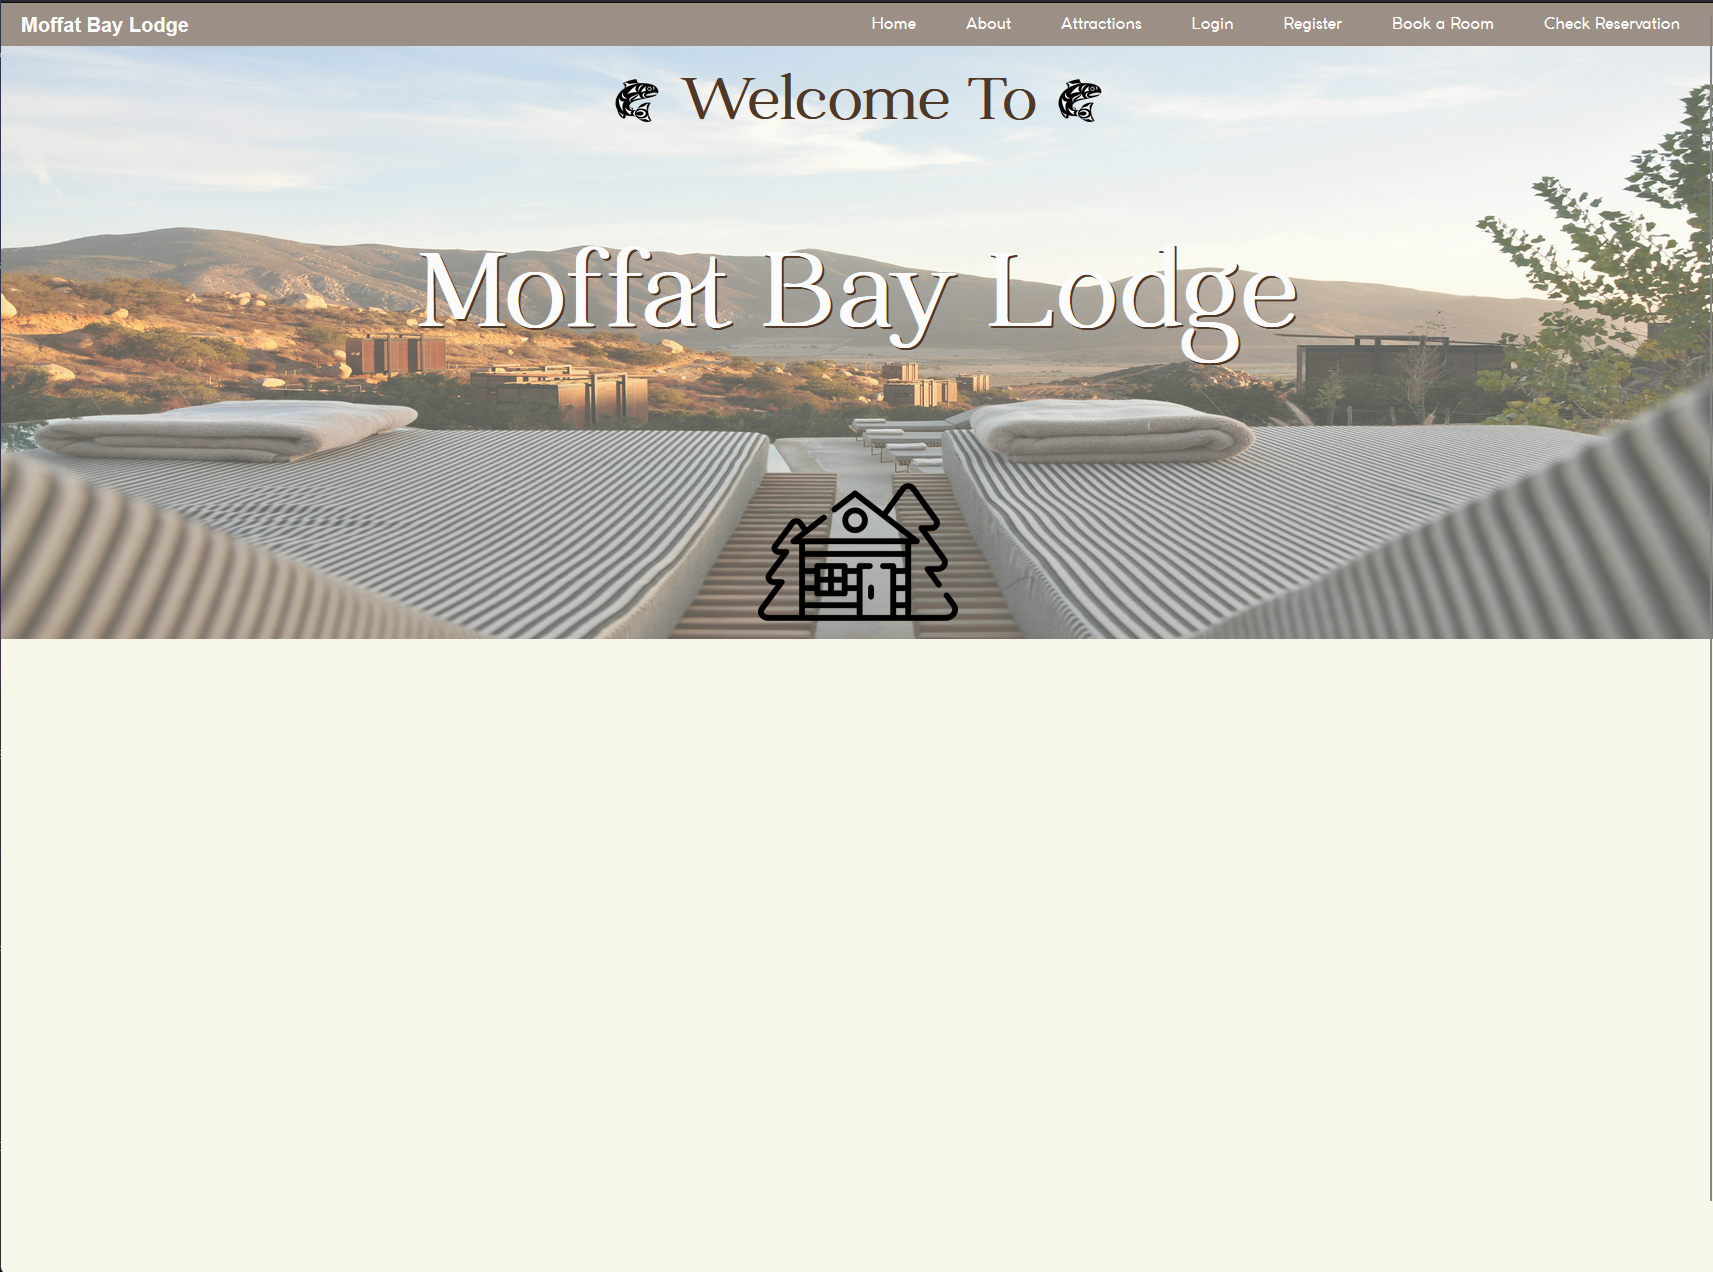 Moffat Bay Lodge Home About Attractions Login Register Book a Room Check Reservation
Welcome To
Moffat Bay Lodge